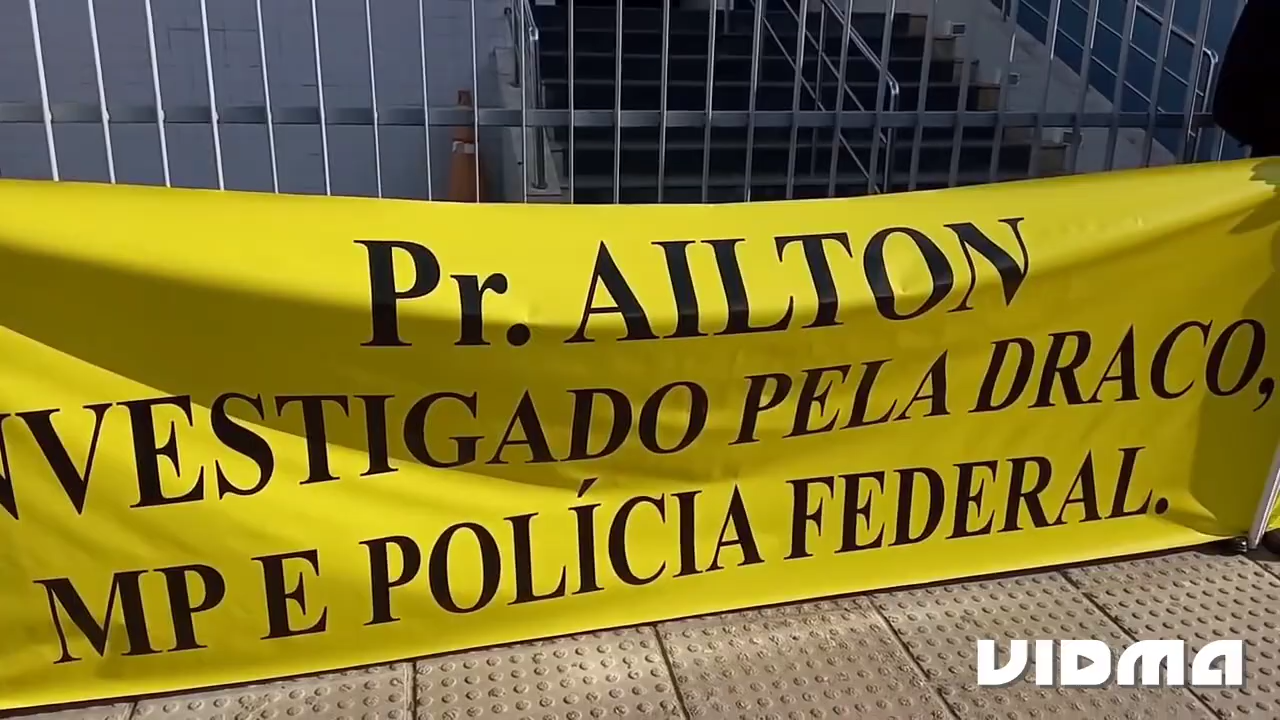 Pr. AILTON
INVESTIGADO PELA DRACO,
MP E POLÍCIA FEDERAL.
VIDMA